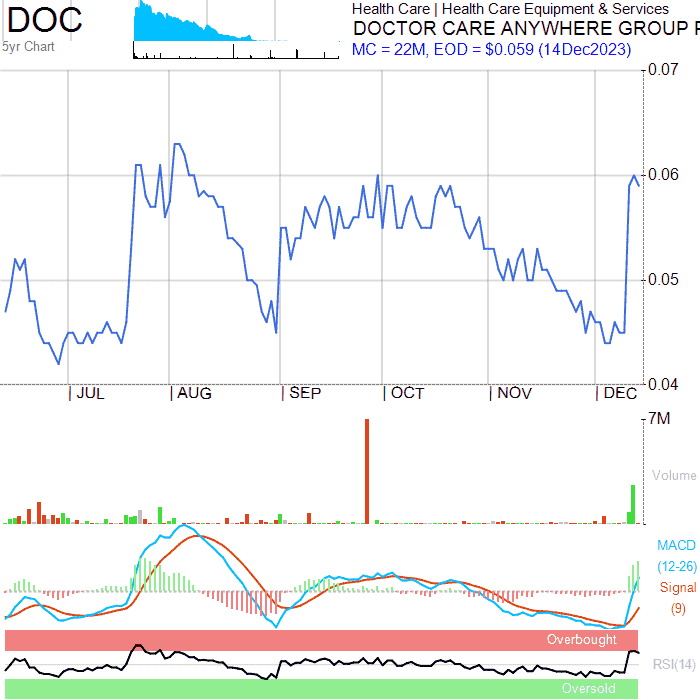 DOC
5yr Chart
Health Care | Health Care Equipment & Services
DOCTOR CARE ANYWHERE GROUP
MC = 22M, EOD = $0.059 (14Dec2023)
0.07
0.06
0.05
0.04
JUL AUG SEP OCT NOV DEC
7M
Volume
MACD
(12-26)
Signal
(9)
Overbought
RSI(14)
Oversold